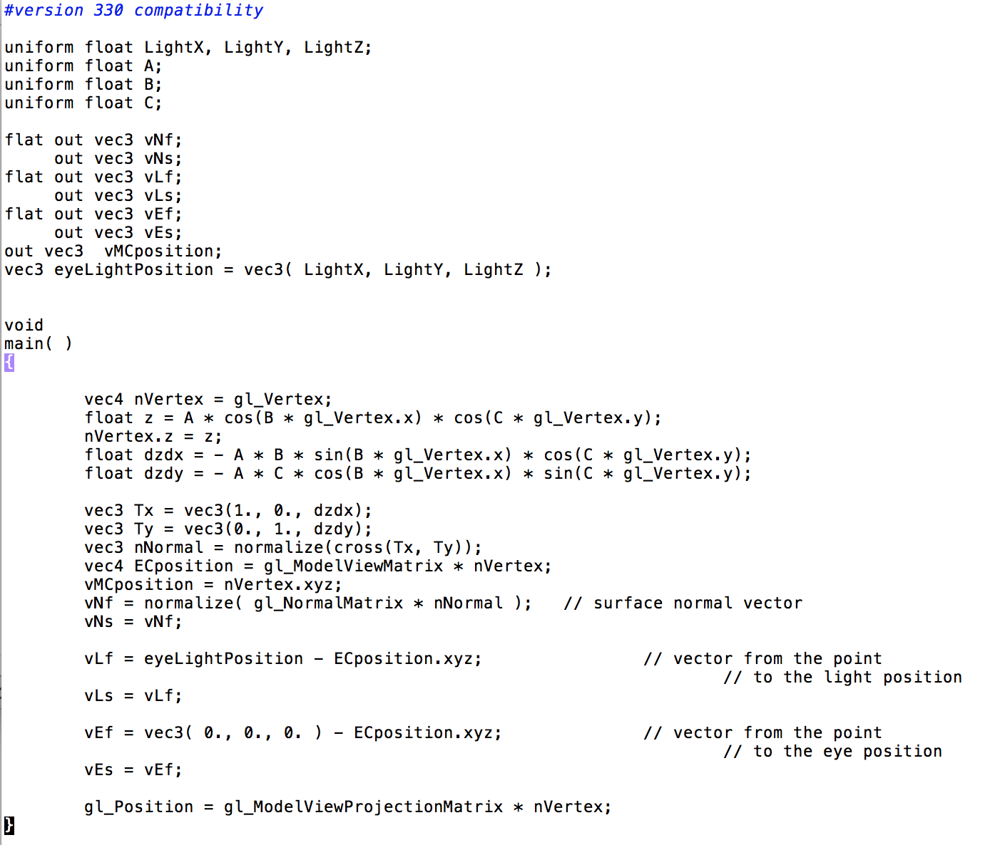 #version 330 compatibility
uniform float LightX, LightY, LightZ;
uniform float A;
uniform float B;
uniform float C;
flat out vec3 vNf;
out vec3 vNs;
flat out vec3 vLf;
out vec3 vLs;
flat out vec3 vEf;
out vec3 vEs;
out vec3  vMCposition;
vec3 eyeLightPosition = vec3( LightX, LightY, LightZ );
void
main( )
{
vec4 nVertex = gl_Vertex;
float z = A * cos(B * gl_Vertex.x) * cos(C * gl_Vertex.y);
nVertex.z = z;
float dzdx = - A * B * sin(B * gl_Vertex.x) * cos(C * gl_Vertex.y);
float dzdy = - A * C * cos(B * gl_Vertex.x) * sin(C * gl_Vertex.y);
vec3 Tx = vec3(1., 0., dzdx);
vec3 Ty = vec3(0., 1., dzdy);
vec3 nNormal = normalize(cross(Tx, Ty));
vec4 ECposition = gl_ModelViewMatrix * nVertex;
vMCposition = nVertex.xyz;
vNf = normalize( gl_NormalMatrix * nNormal );   // surface normal vector
vNs = vNf;
vLf = eyeLightPosition - ECposition.xyz;                // vector from the point
// to the light position
vLs = vLf;
vEf = vec3( 0., 0., 0. ) - ECposition.xyz;              // vector from the point
// to the eye position
vEs = vEf;
gl_Position = gl_ModelViewProjectionMatrix * nVertex;
}